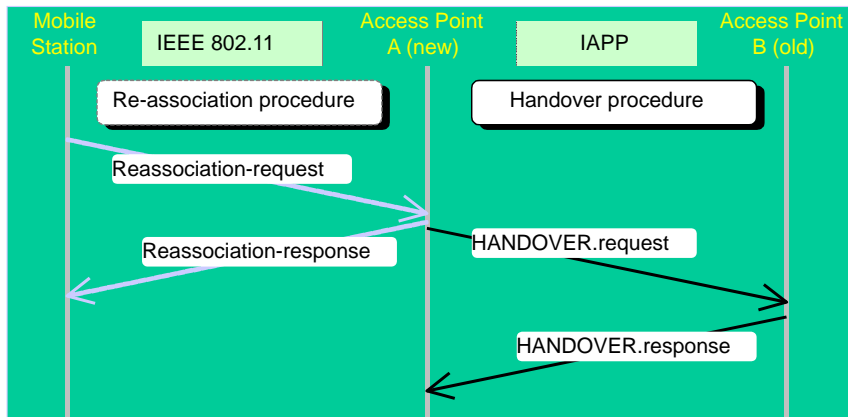 Mobile
Station
IEEE 802.11
Access Point
A (new)
IAPP
Access Point
B (old)
Re-association procedure
Handover procedure
Reassociation-request
Reassociation-response
HANDOVER.request
HANDOVER.response